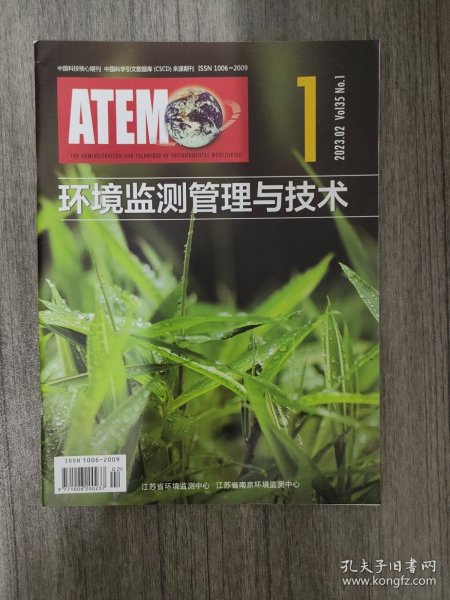 中国科技核心期刊 中国科学引文数据库(CSCD)来源期刊 ISSN 1006-2009
ATEM
THE ADMINISTRATION AND TECHNIQUE OF ENVIRONMENTAL MONITORING
1
2023.02 Vol35 No.1
环境监测管理与技术
ISSN 1006-2009
02
9 771006 200237
江苏省环境监测中心 江苏省南京环境监测中心
孔夫子旧书网
www.kongfz.com